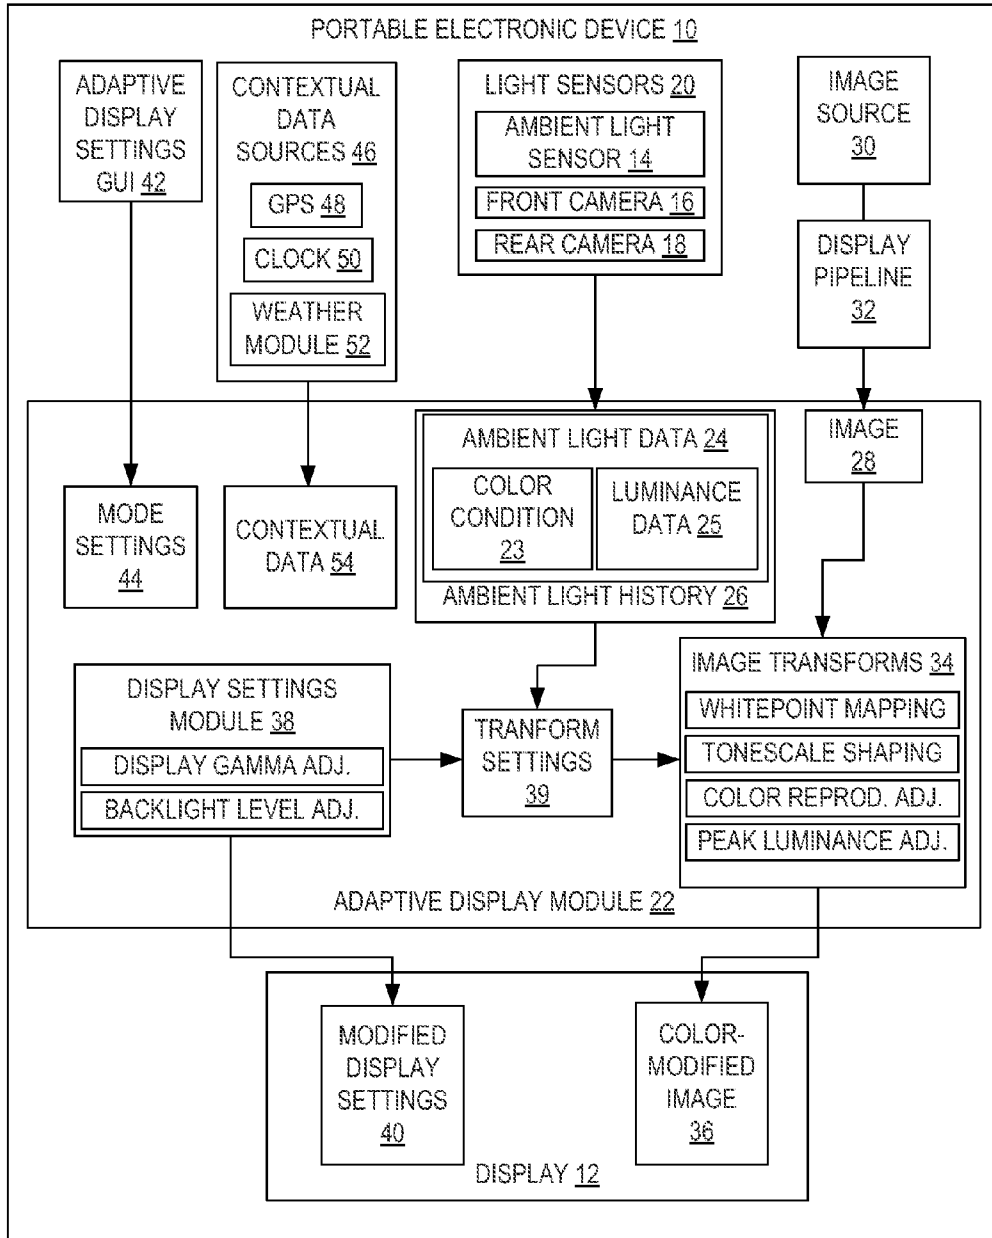 PORTABLE ELECTRONIC DEVICE 10
ADAPTIVE
DISPLAY
SETTINGS
GUI 42
CONTEXTUAL
DATA
SOURCES 46
GPS 48
CLOCK 50
WEATHER
MODULE 52
LIGHT SENSORS 20
AMBIENT LIGHT
SENSOR 14
FRONT CAMERA 16
REAR CAMERA 18
IMAGE
SOURCE
30
DISPLAY
PIPELINE
32
MODE
SETTINGS
44
CONTEXTUAL
DATA 54
AMBIENT LIGHT DATA 24
COLOR
CONDITION
23
LUMINANCE
DATA 25
AMBIENT LIGHT HISTORY 26
IMAGE
28
DISPLAY SETTINGS
MODULE 38
DISPLAY GAMMA ADJ.
BACKLIGHT LEVEL ADJ.
TRANFORM
SETTINGS
39
IMAGE TRANSFORMS 34
WHITEPOINT MAPPING
TONESCALE SHAPING
COLOR REPROD. ADJ.
PEAK LUMINANCE ADJ.
ADAPTIVE DISPLAY MODULE 22
MODIFIED
DISPLAY
SETTINGS
40
COLOR-
MODIFIED
IMAGE
36
DISPLAY 12